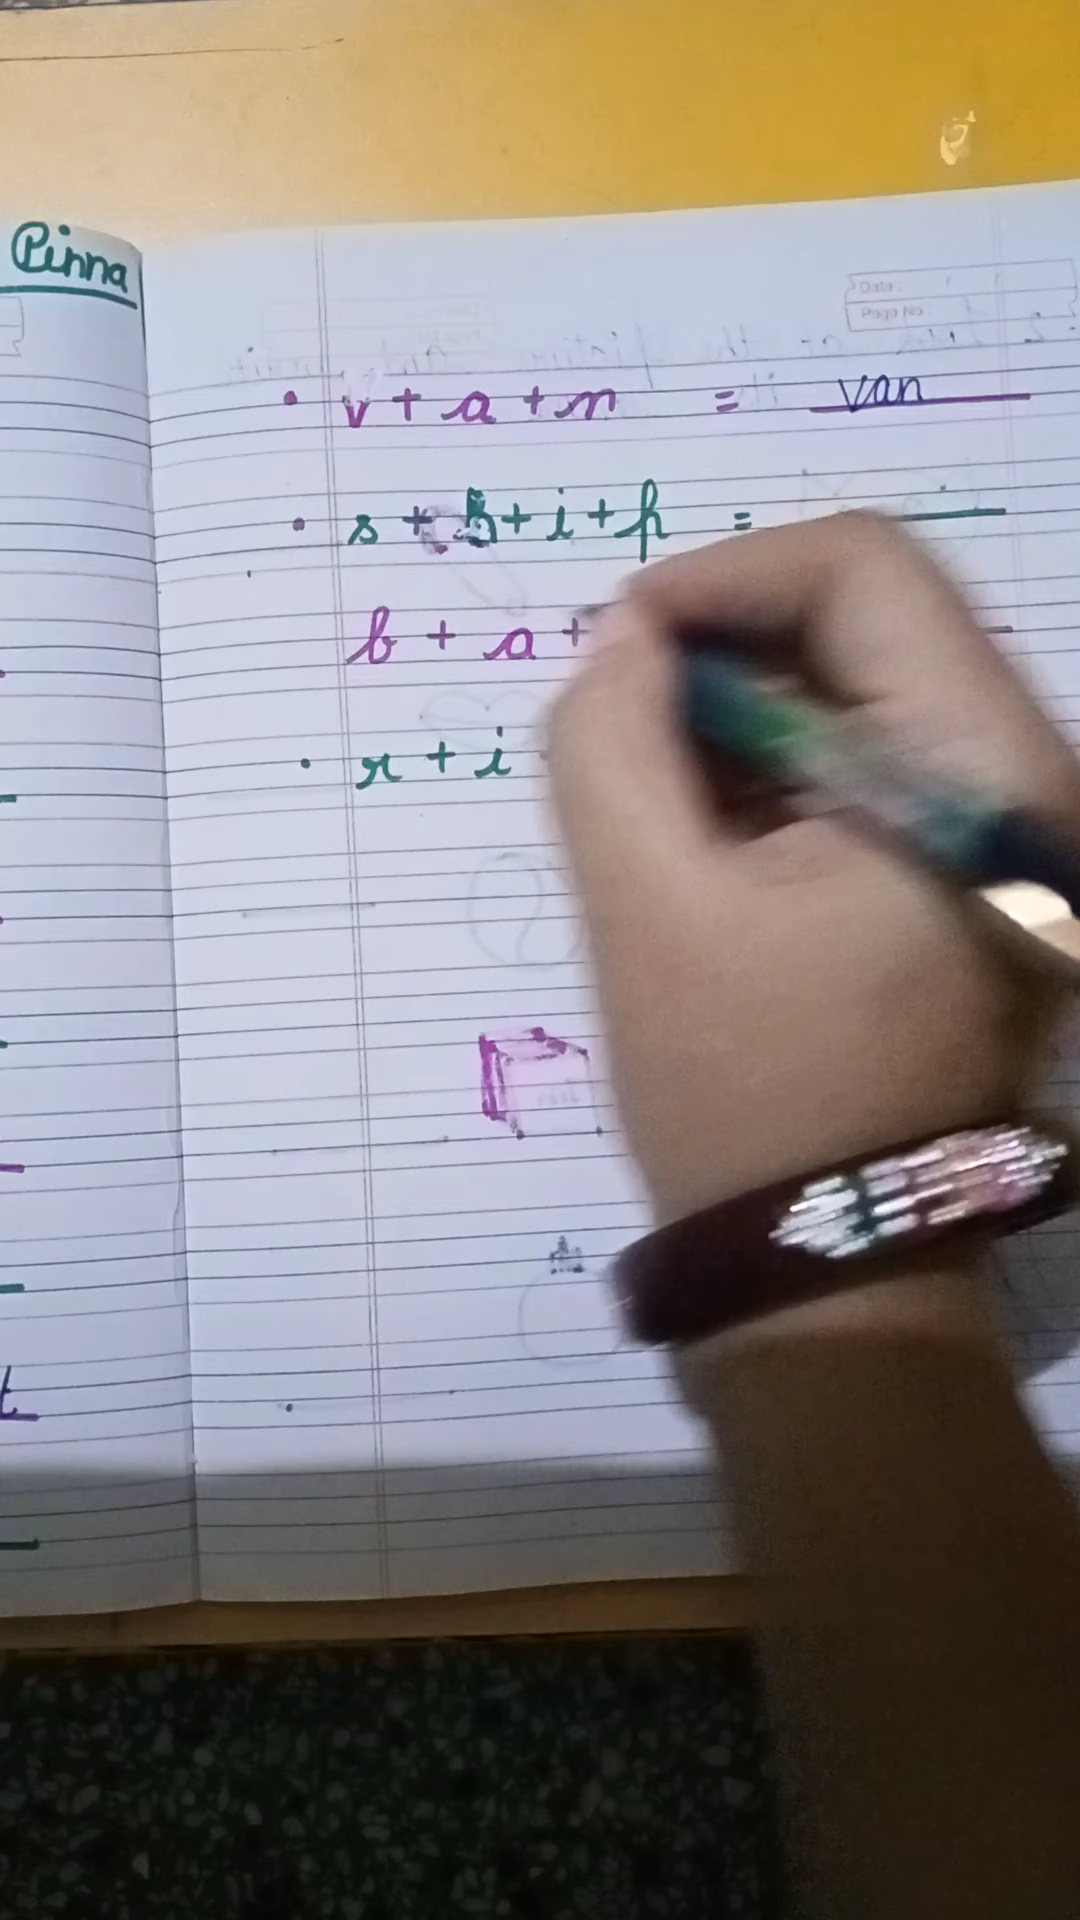 Pinna
Date :
Page No :
• v + a + n = van
• s + h + i + p =
b + a +
• r + i
t